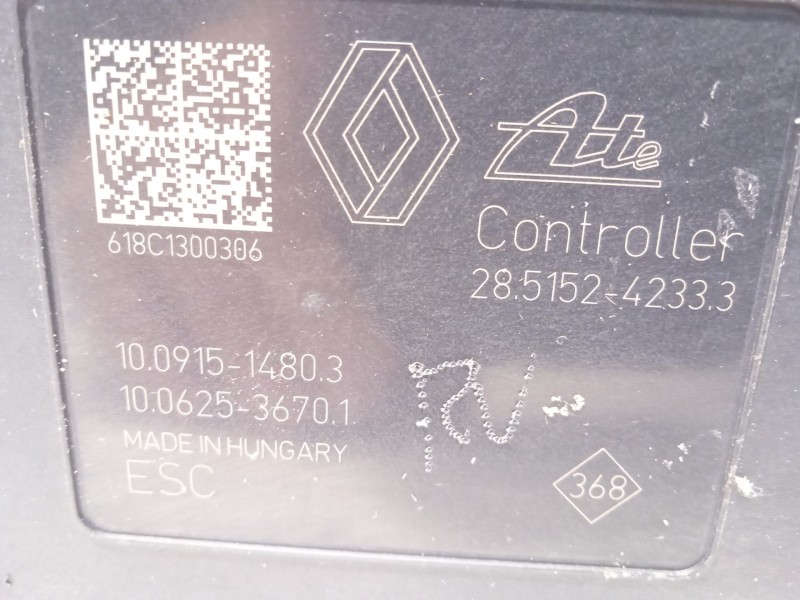 Ate
618C1300306
Controller
28.5152-4233.3
10.0915-1480.3
10.0625-3670.1
MADE IN HUNGARY
ESC
368